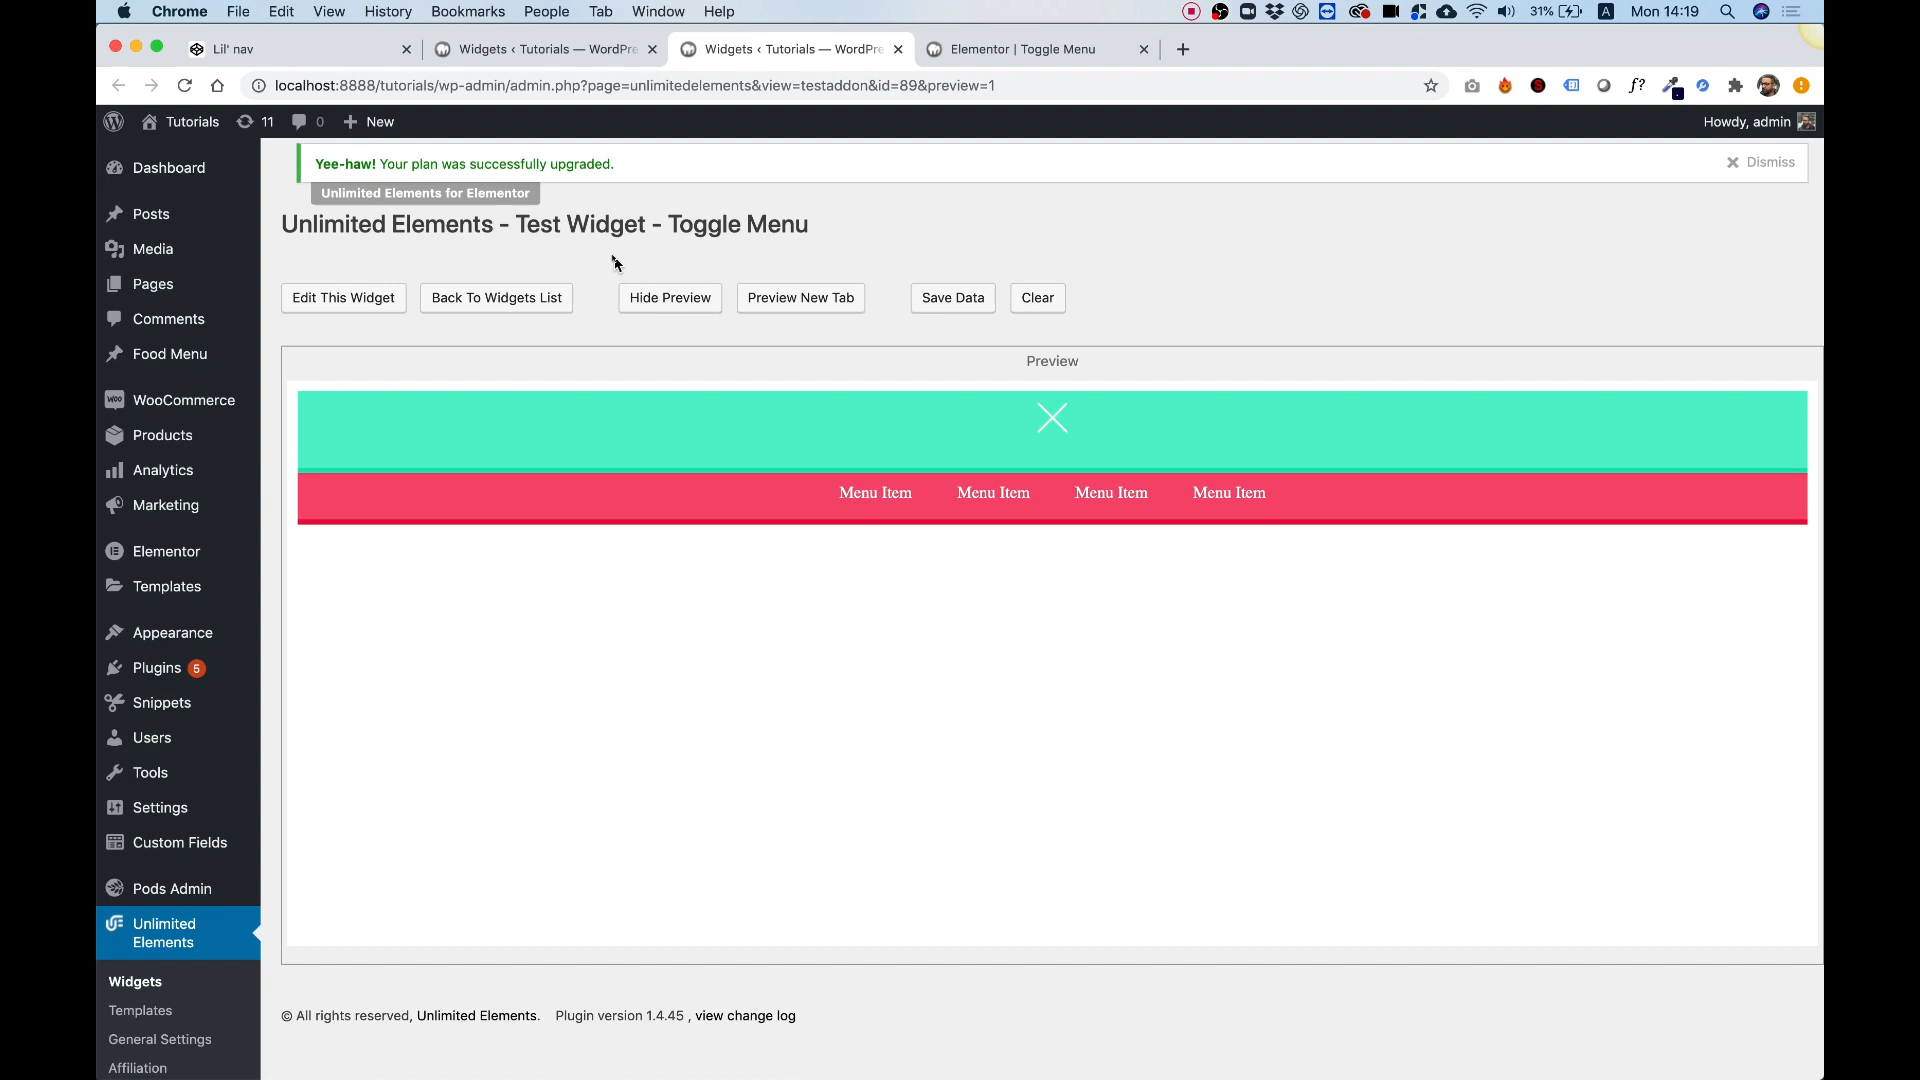 Chrome File Edit View History Bookmarks People Tab Window Help 31% A Mon 14:19
Lil' nav Widgets ‹ Tutorials — WordPre Widgets ‹ Tutorials — WordPre Elementor | Toggle Menu
localhost:8888/tutorials/wp-admin/admin.php?page=unlimitedelements&view=testaddon&id=89&preview=1 S f?
Tutorials 11 0 New Howdy, admin
Dashboard
Posts
Media
Pages
Comments
Food Menu
WooCommerce
Products
Analytics
Marketing
Elementor
Templates
Appearance
Plugins 5
Snippets
Users
Tools
Settings
Custom Fields
Pods Admin
Unlimited
Elements
Widgets
Templates
General Settings
Affiliation
Yee-haw! Your plan was successfully upgraded. Dismiss
Unlimited Elements for Elementor
Unlimited Elements - Test Widget - Toggle Menu
Edit This Widget Back To Widgets List Hide Preview Preview New Tab Save Data Clear
Preview
Menu Item Menu Item Menu Item Menu Item
© All rights reserved, Unlimited Elements. Plugin version 1.4.45 , view change log